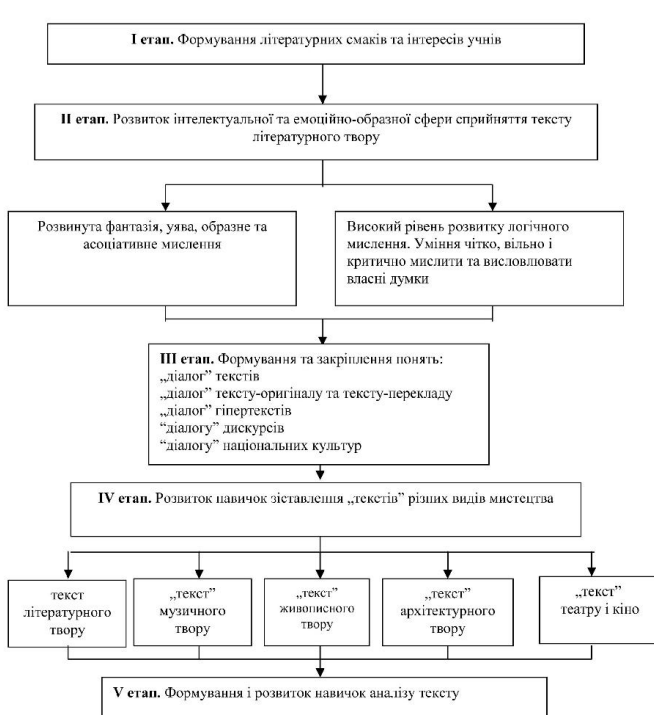 І етап. Формування літературних смаків та інтересів учнів
ІІ етап. Розвиток інтелектуальної та емоційно-образної сфери сприйняття тексту
літературного твору
Розвинута фантазія, уява, образне та
асоціативне мислення
Високий рівень розвитку логічного
мислення. Уміння чітко, вільно і
критично мислити та висловлювати
власні думки
ІІІ етап. Формування та закріплення понять:
„діалог” текстів
„діалог” тексту-оригіналу та тексту-перекладу
„діалог” гіпертекстів
“діалогу” дискурсів
“діалогу” національних культур
IV етап. Розвиток навичок зіставлення „текстів” різних видів мистецтва
текст
літературного
твору
„текст”
музичного
твору
„текст”
живописного
твору
„текст”
архітектурного
твору
„текст”
театру і кіно
V етап. Формування і розвиток навичок аналізу тексту